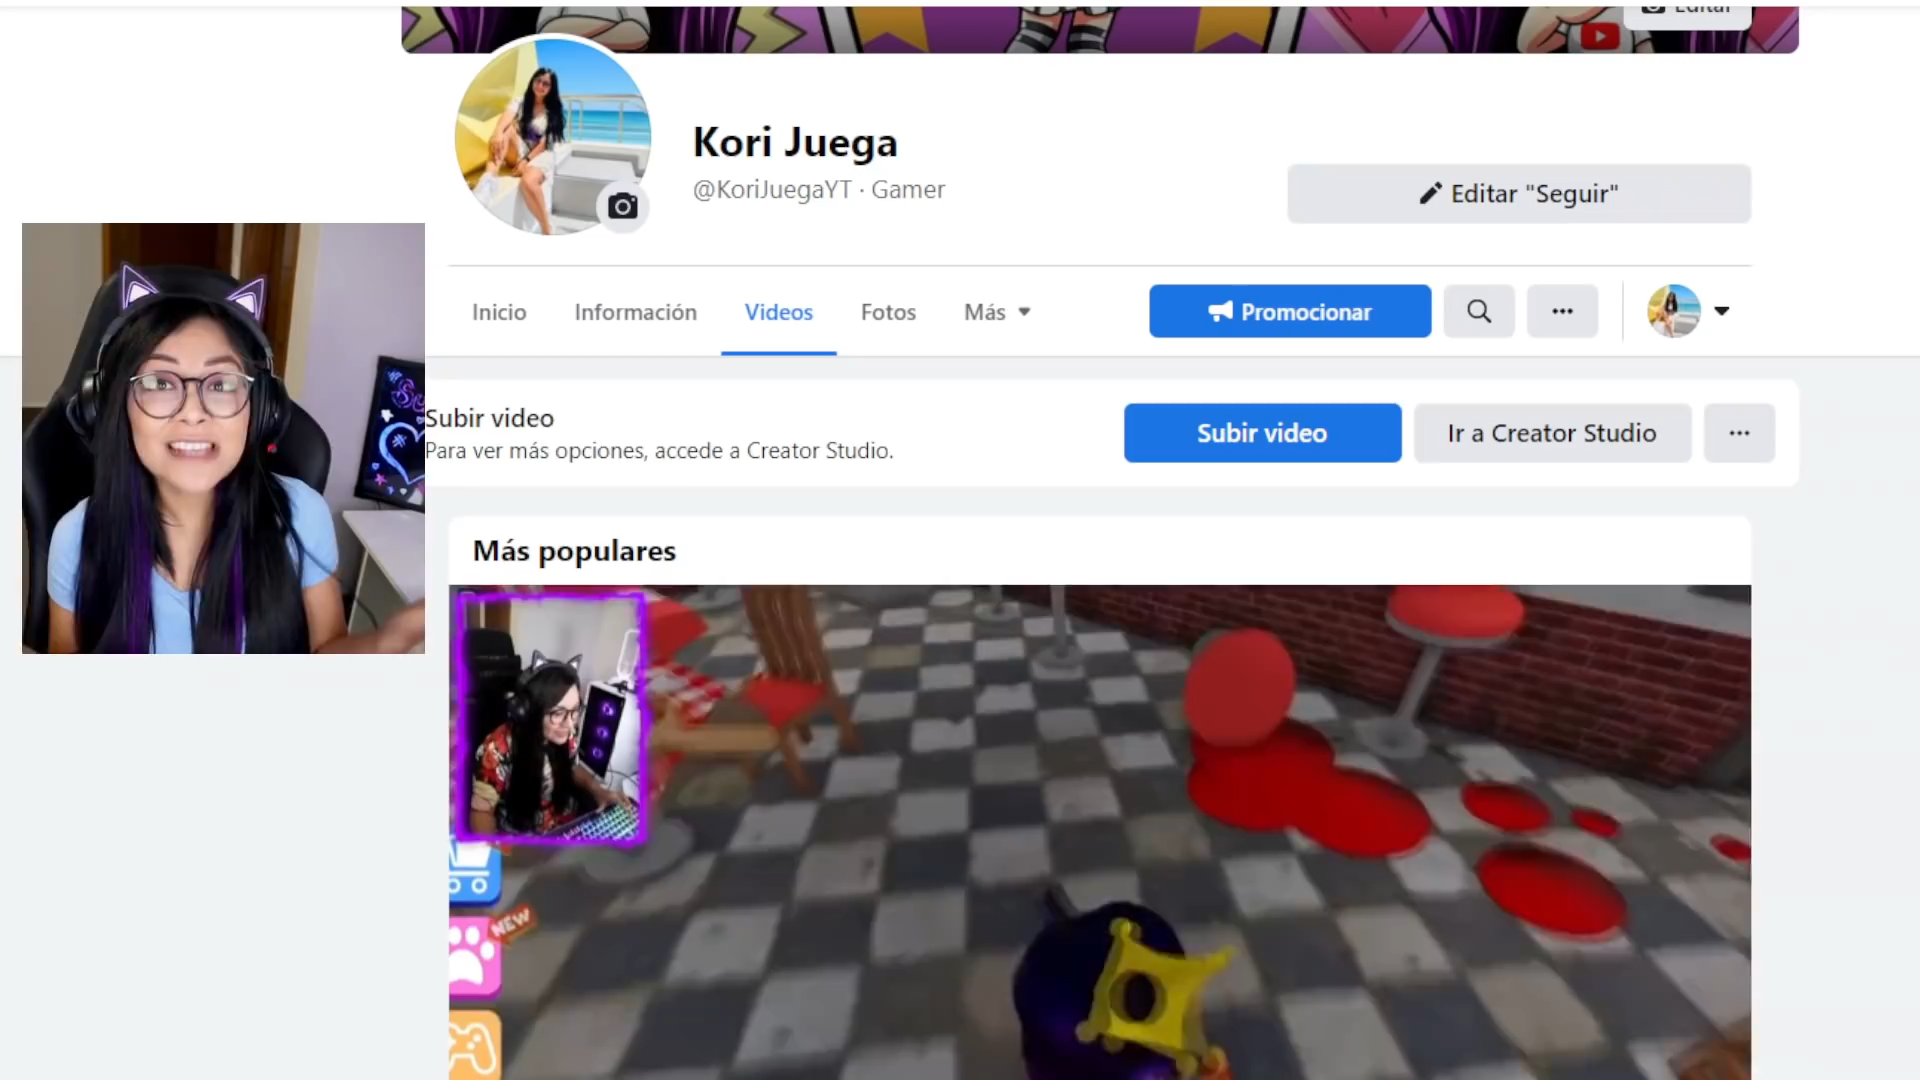 Editar
Kori Juega
@KoriJuegaYT · Gamer
Editar "Seguir"
Inicio
Información
Videos
Fotos
Más
Promocionar
Subir video
Para ver más opciones, accede a Creator Studio.
Subir video
Ir a Creator Studio
Más populares
NEW